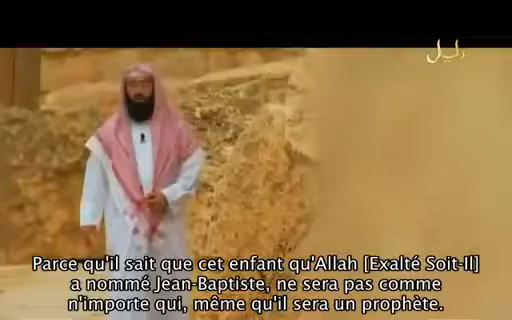 دليل
Parce qu'il sait que cet enfant qu'Allah [Exalté Soit-Il]
a nommé Jean-Baptiste, ne sera pas comme
n'importe qui, même qu'il sera un prophète.